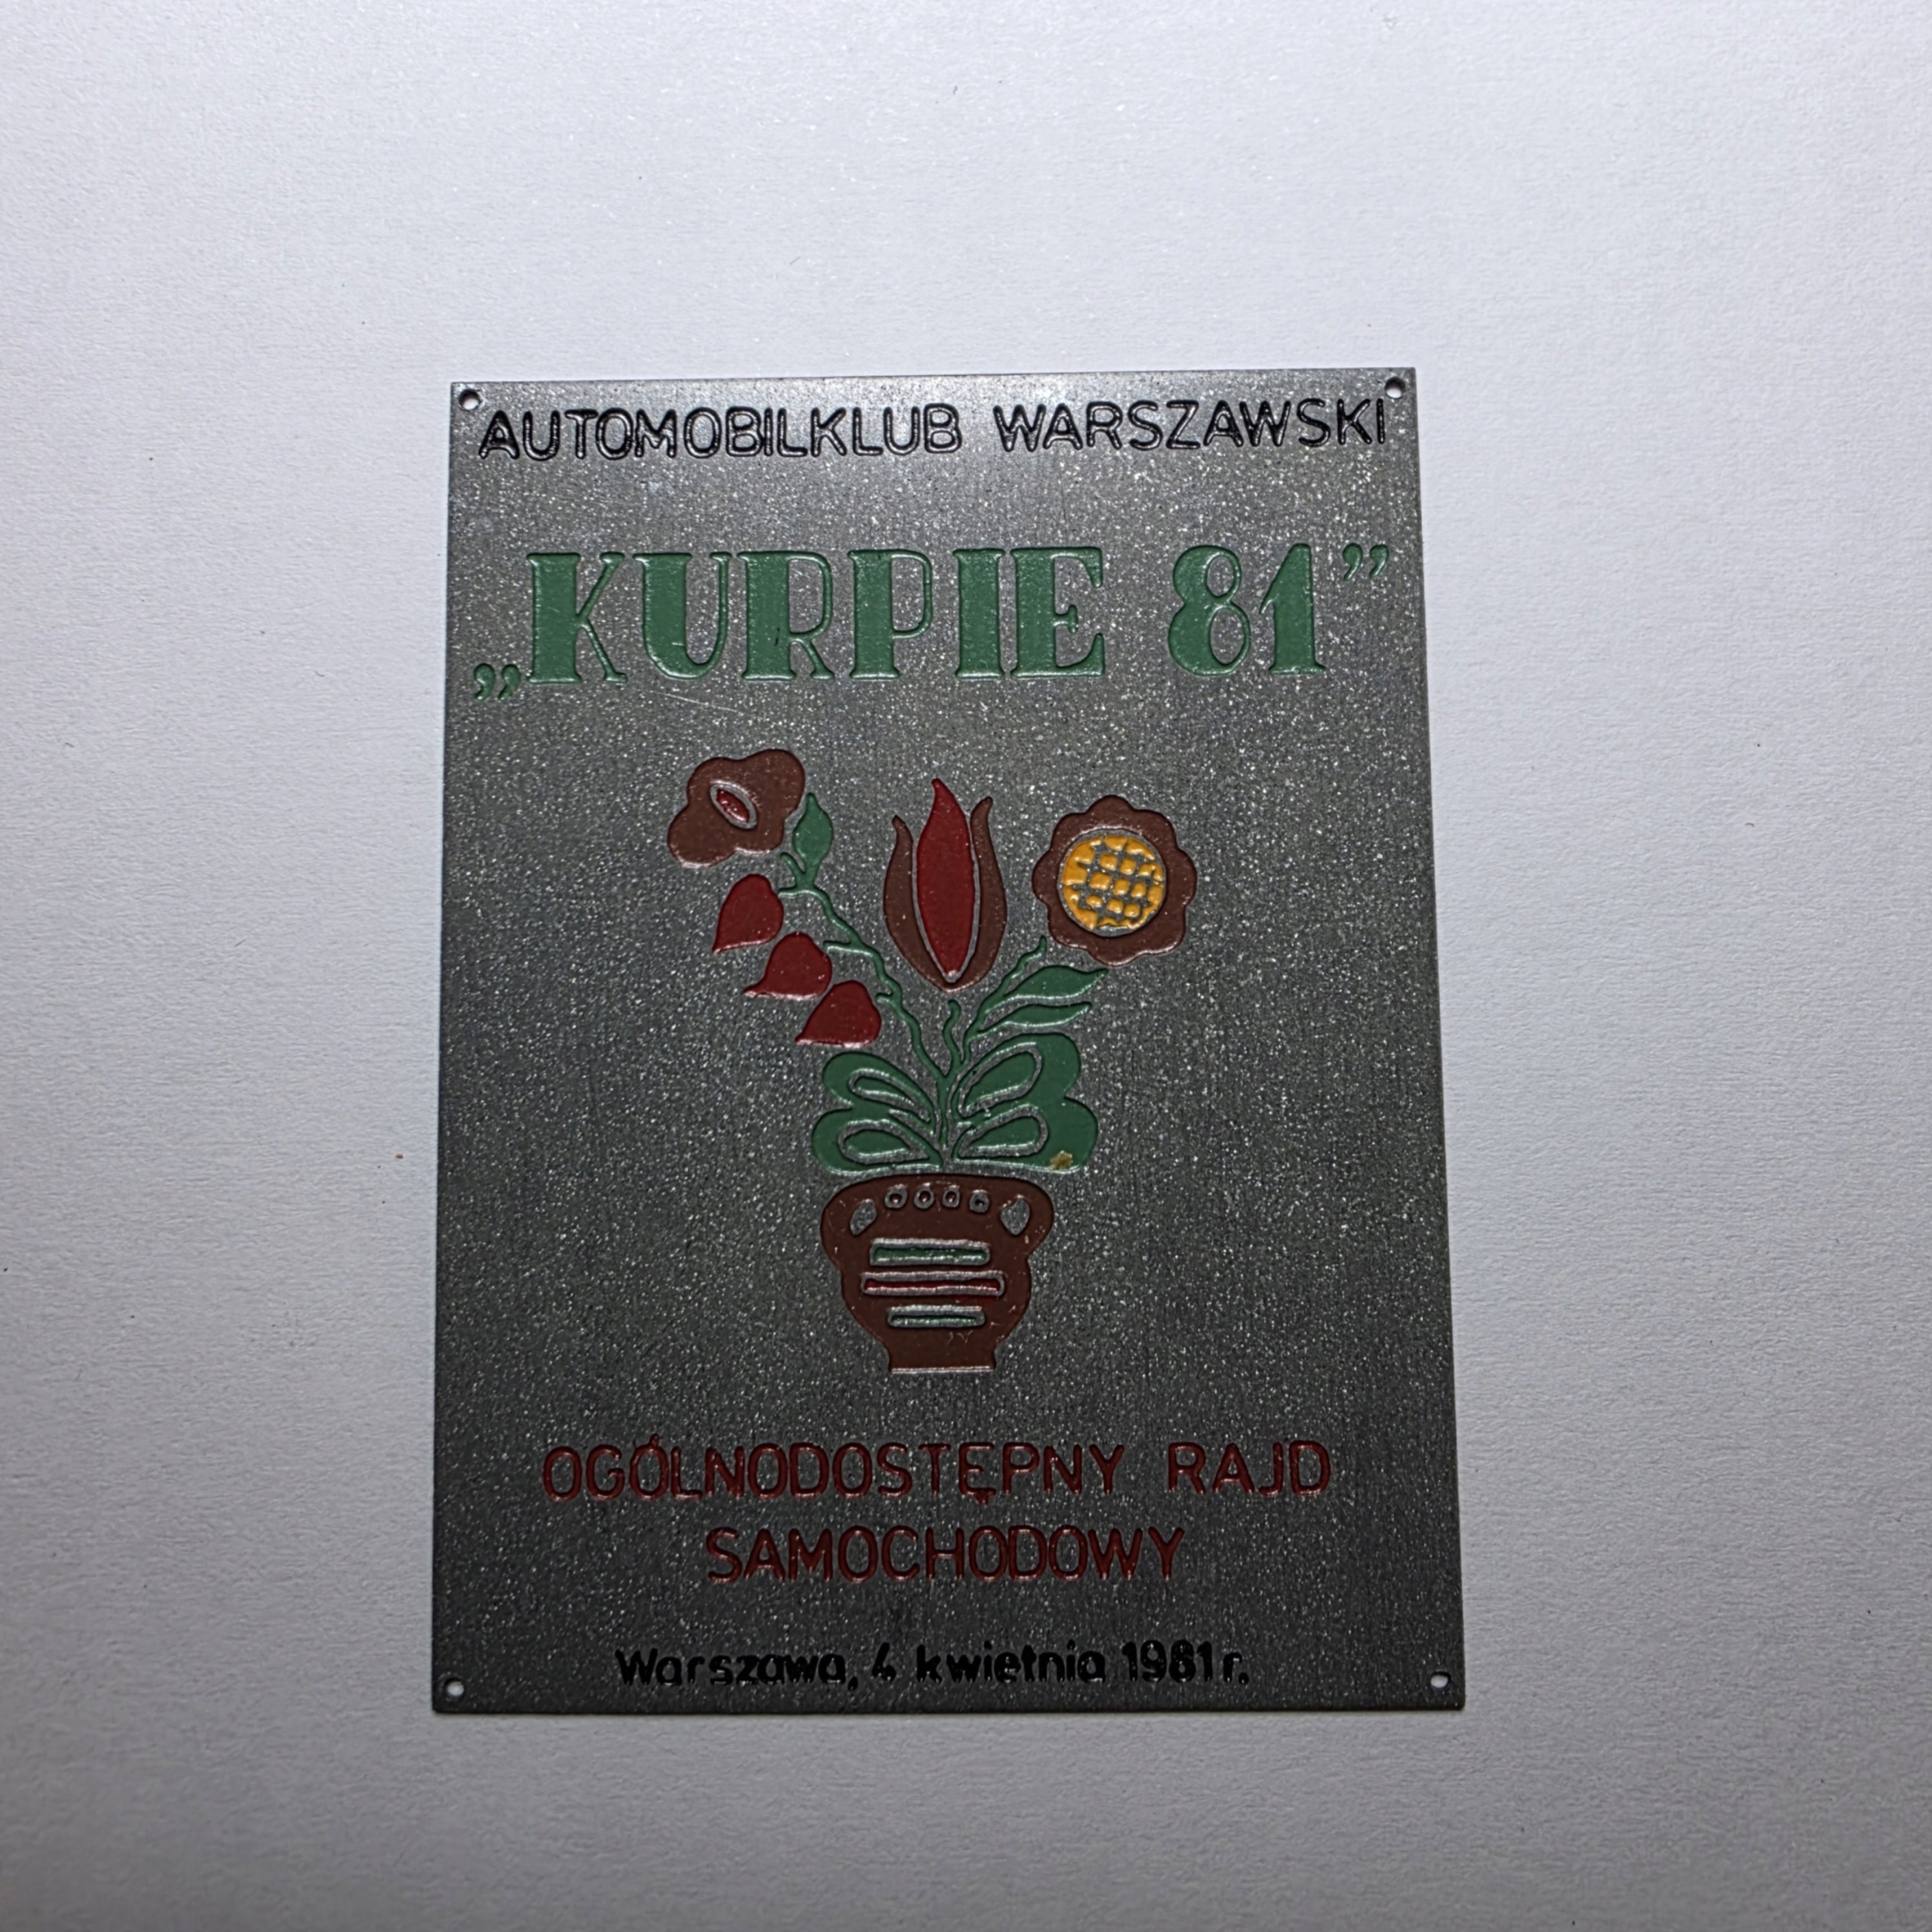 AUTOMOBILKLUB WARSZAWSKI
„KURPIE 81”
OGÓLNODOSTĘPNY RAJD
SAMOCHODOWY
Warszawa, 4 kwietnia 1981 r.